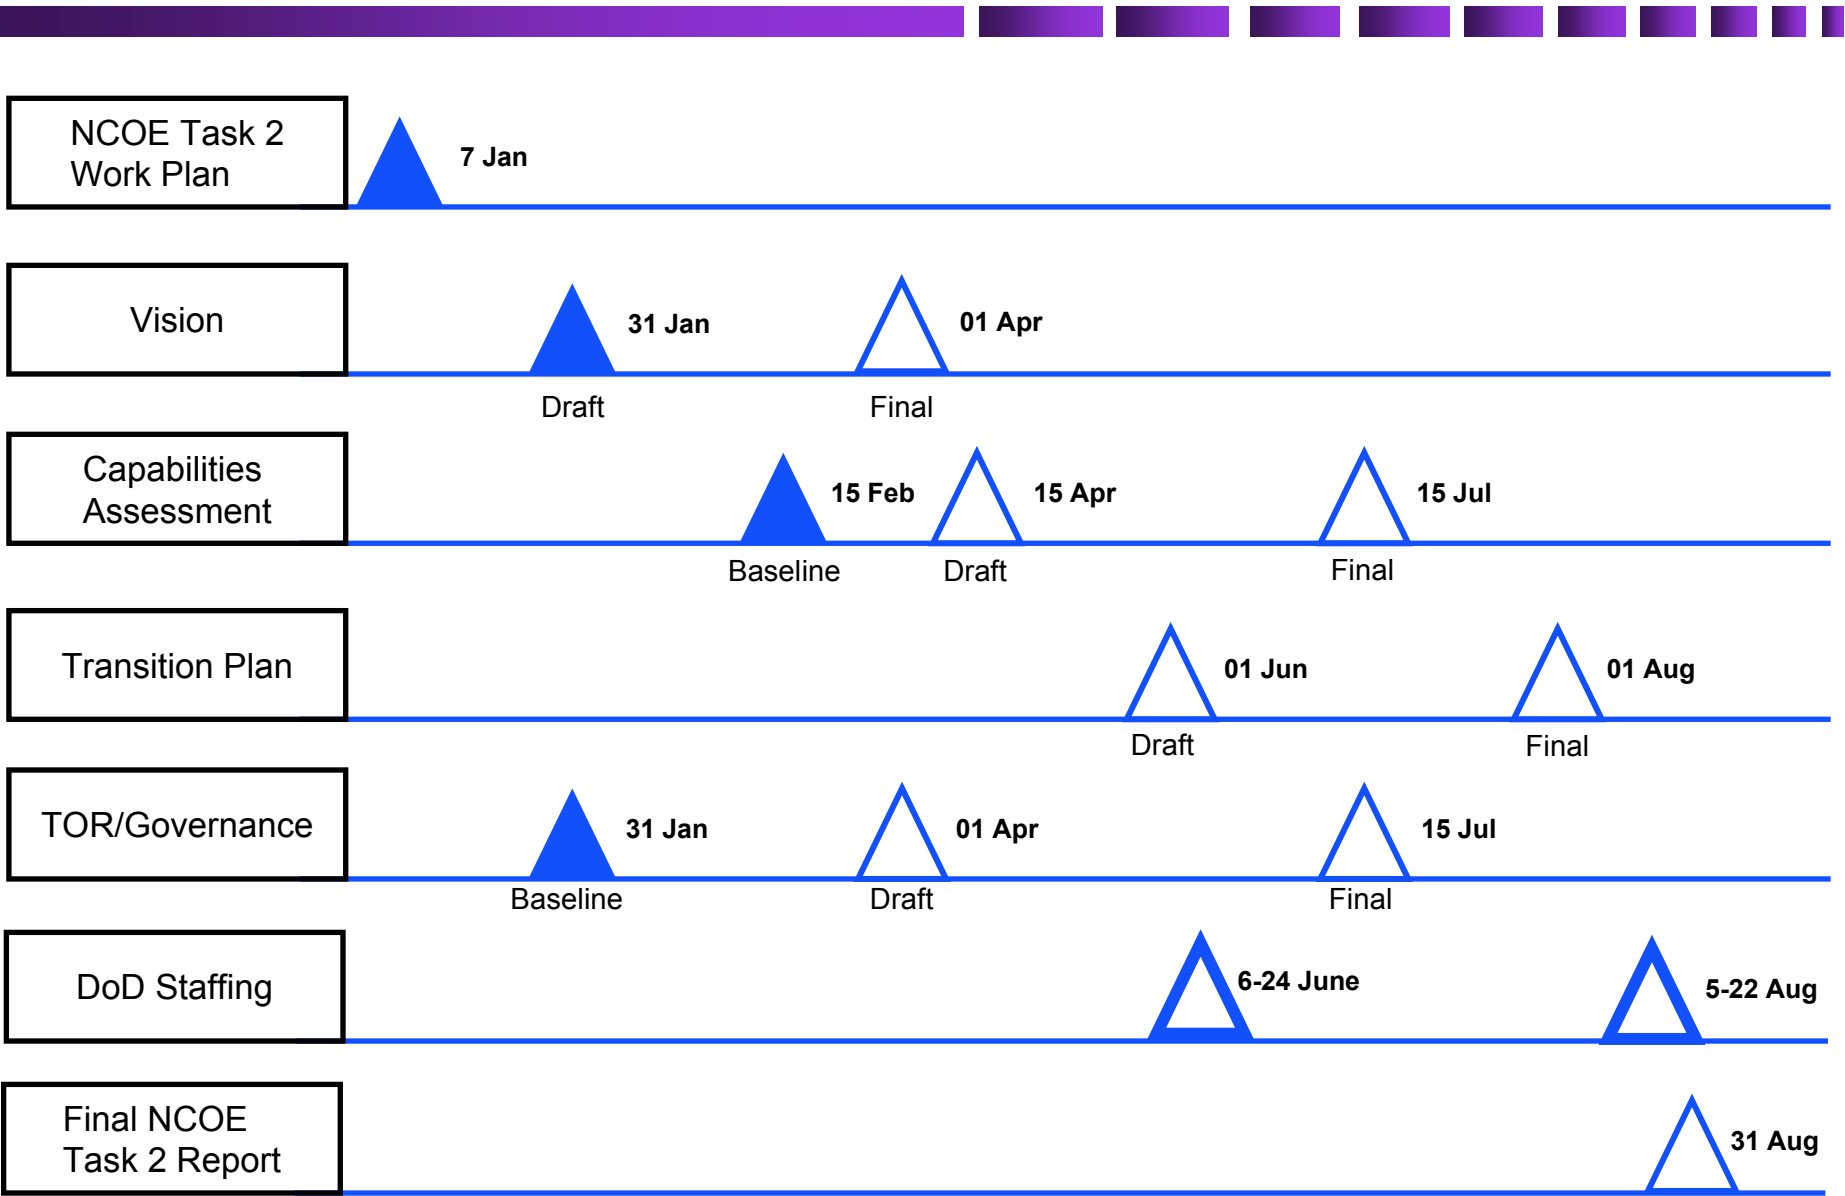 NCOE Task 2
Work Plan
7 Jan
Vision
31 Jan
01 Apr
Draft
Final
Capabilities
Assessment
15 Feb
15 Apr
15 Jul
Baseline
Draft
Final
Transition Plan
01 Jun
01 Aug
Draft
Final
TOR/Governance
31 Jan
01 Apr
15 Jul
Baseline
Draft
Final
DoD Staffing
6-24 June
5-22 Aug
Final NCOE
Task 2 Report
31 Aug